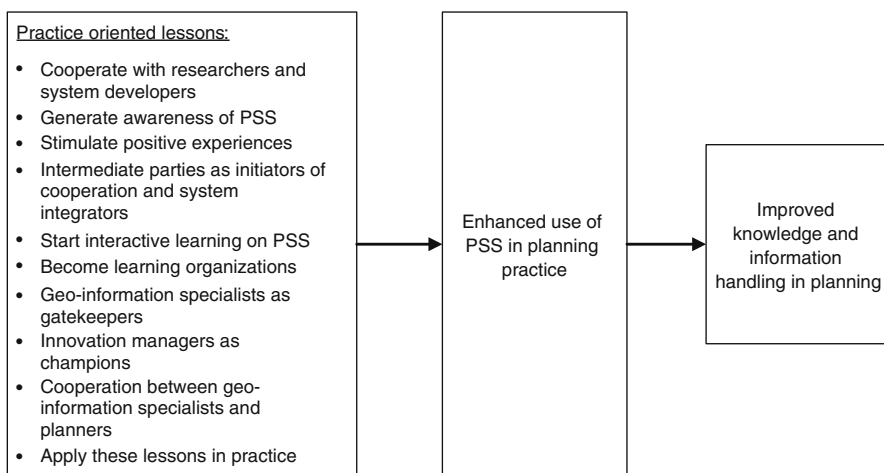 Practice oriented lessons:
• Cooperate with researchers and
system developers
• Generate awareness of PSS
• Stimulate positive experiences
• Intermediate parties as initiators of
cooperation and system
integrators
• Start interactive learning on PSS
• Become learning organizations
• Geo-information specialists as
gatekeepers
• Innovation managers as
champions
• Cooperation between geo-
information specialists and
planners
• Apply these lessons in practice
Enhanced use of
PSS in planning
practice
Improved
knowledge and
information
handling in planning